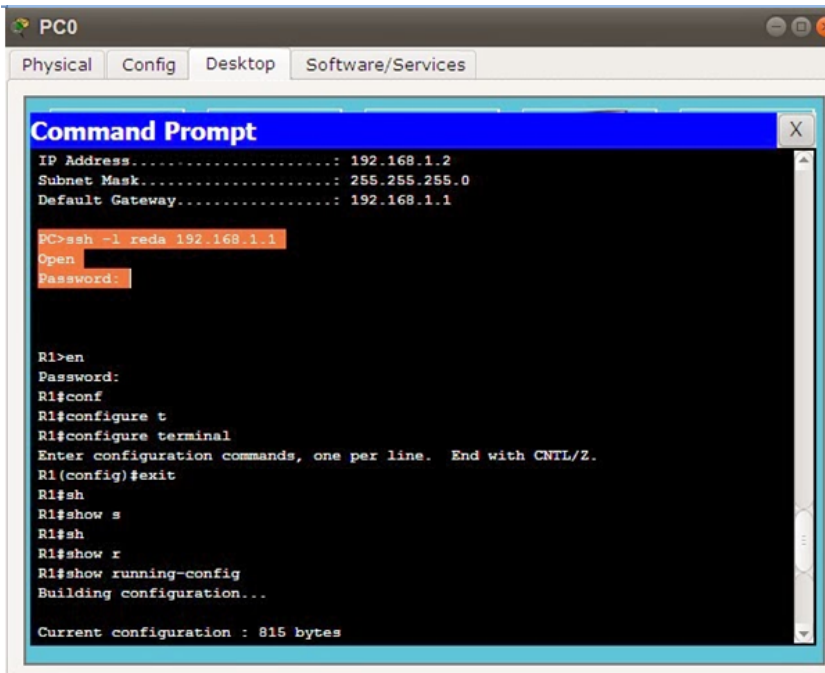 PC0
Physical Config Desktop Software/Services
Command Prompt
X
IP Address......................: 192.168.1.2
Subnet Mask.....................: 255.255.255.0
Default Gateway.................: 192.168.1.1
PC>ssh -l reda 192.168.1.1
Open
Password:
R1>en
Password:
R1#conf
R1#configure t
R1#configure terminal
Enter configuration commands, one per line.  End with CNTL/Z.
R1(config)#exit
R1#sh
R1#show s
R1#sh
R1#show r
R1#show running-config
Building configuration...
Current configuration : 815 bytes